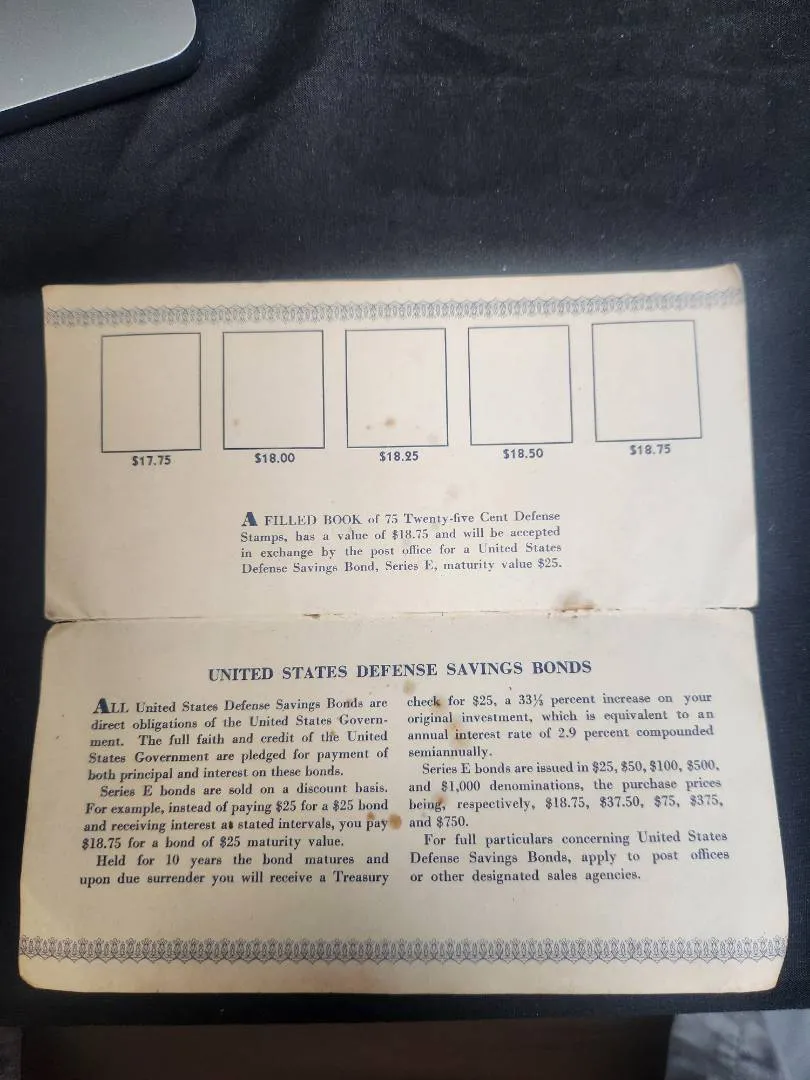 $17.75 $18.00 $18.25 $18.50 $18.75
A FILLED BOOK of 75 Twenty-five Cent Defense
Stamps, has a value of $18.75 and will be accepted
in exchange by the post office for a United States
Defense Savings Bond, Series E, maturity value $25.
UNITED STATES DEFENSE SAVINGS BONDS
ALL United States Defense Savings Bonds are
direct obligations of the United States Govern-
ment. The full faith and credit of the United
States Government are pledged for payment of
both principal and interest on these bonds.
Series E bonds are sold on a discount basis.
For example, instead of paying $25 for a $25 bond
and receiving interest at stated intervals, you pay
$18.75 for a bond of $25 maturity value.
Held for 10 years the bond matures and
upon due surrender you will receive a Treasury
check for $25, a 33⅓ percent increase on your
original investment, which is equivalent to an
annual interest rate of 2.9 percent compounded
semiannually.
Series E bonds are issued in $25, $50, $100, $500,
and $1,000 denominations, the purchase prices
being, respectively, $18.75, $37.50, $75, $375,
and $750.
For full particulars concerning United States
Defense Savings Bonds, apply to post offices
or other designated sales agencies.